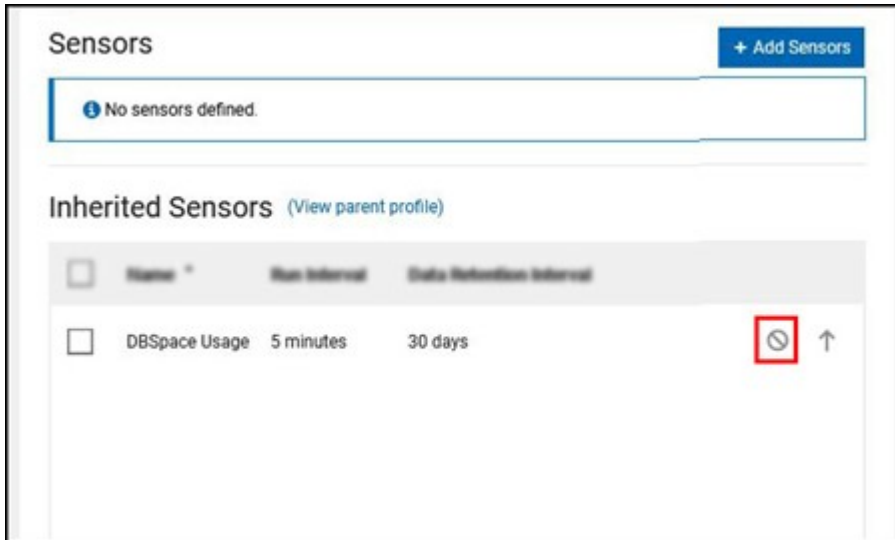 Sensors
+ Add Sensors
No sensors defined.
Inherited Sensors (View parent profile)
DBSpace Usage 5 minutes 30 days